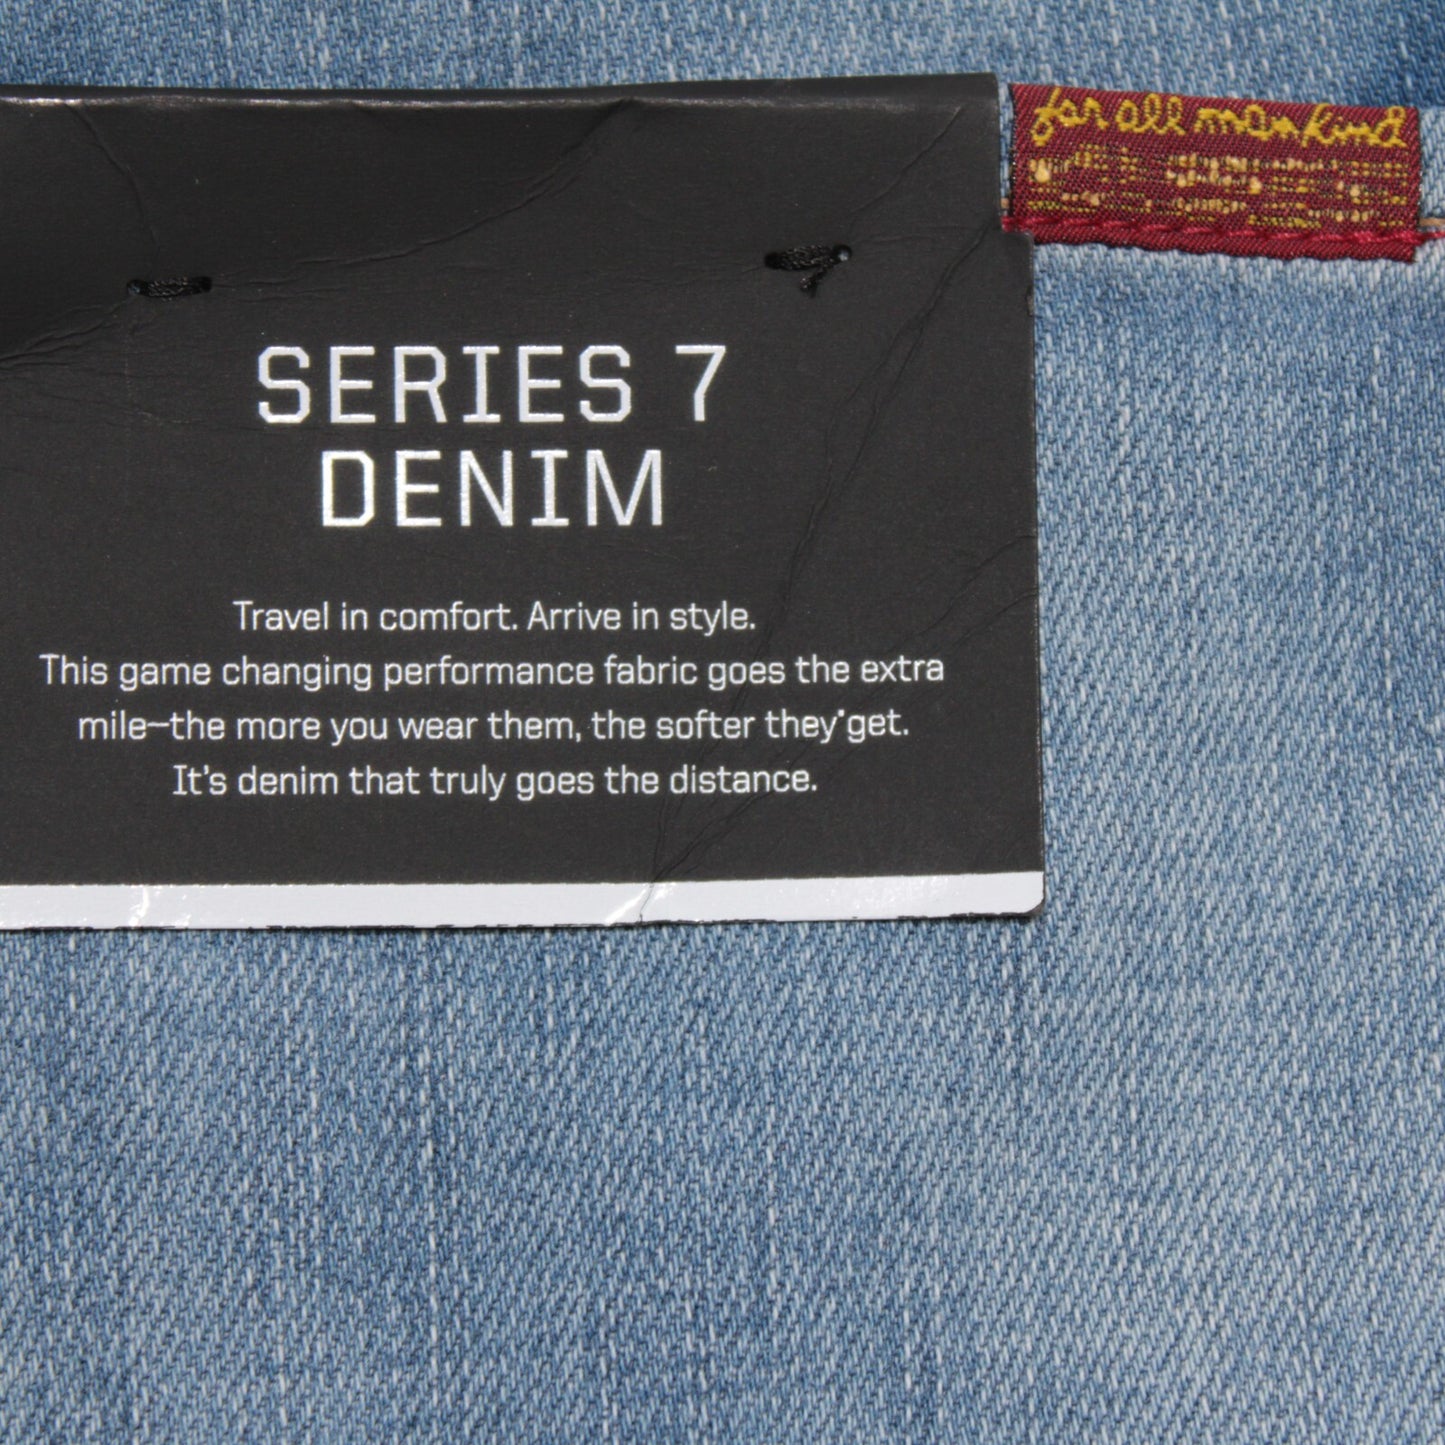 for all mankind
SERIES 7
DENIM
Travel in comfort. Arrive in style.
This game changing performance fabric goes the extra
mile—the more you wear them, the softer they get.
It's denim that truly goes the distance.